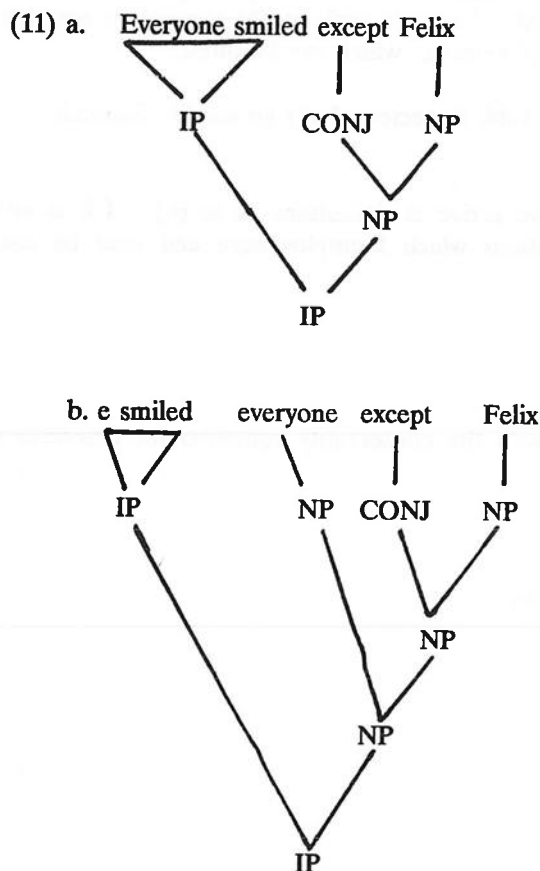 (11) a. Everyone smiled except Felix
IP CONJ NP
NP
IP
b. e smiled everyone except Felix
IP NP CONJ NP
NP
NP
IP